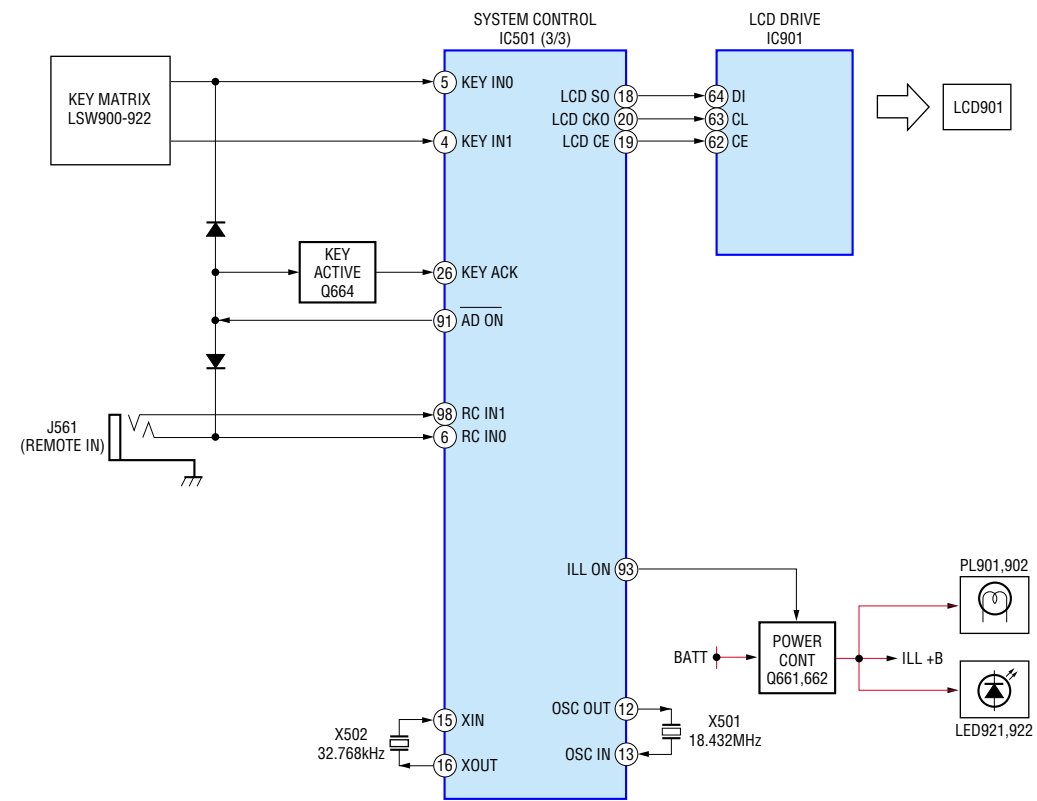 SYSTEM CONTROL
IC501 (3/3)
LCD DRIVE
IC901
KEY MATRIX
LSW900-922
5 KEY IN0
4 KEY IN1
LCD SO 18
LCD CKO 20
LCD CE 19
64 DI
63 CL
62 CE
LCD901
KEY
ACTIVE
Q664
26 KEY ACK
91 AD ON
J561
(REMOTE IN)
98 RC IN1
6 RC IN0
ILL ON 93
BATT
POWER
CONT
Q661,662
PL901,902
ILL +B
LED921,922
X502
32.768kHz
15 XIN
16 XOUT
OSC OUT 12
OSC IN 13
X501
18.432MHz